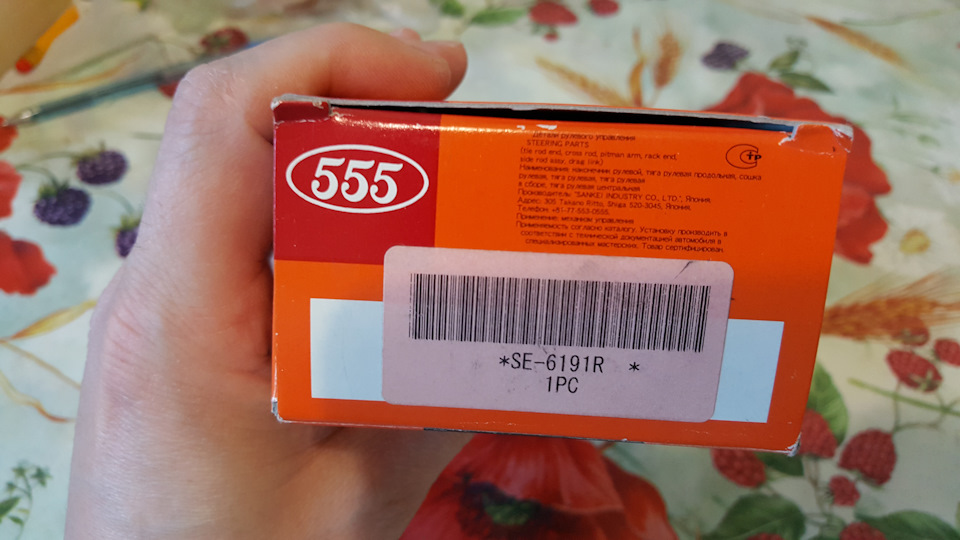 555
Детали рулевого управления
STEERING PARTS
(tie rod end, cross rod, pitman arm, rack end,
side rod assy, drag link)
Наименования: наконечник рулевой, тяга рулевая продольная, сошка
рулевая, тяга рулевая, тяга рулевая
в сборе, тяга рулевая центральная
Производитель: "SANKEI INDUSTRY CO., LTD.", Япония.
Адрес: 305 Takano Ritto, Shiga 520-3045, Япония.
Телефон: +81-77-553-0555.
Применение: механизм управления
Применяемость согласно каталогу. Установку производить в
соответствии с технической документацией автомобиля в
специализированных мастерских. Товар сертифицирован.
*SE-6191R *
1PC